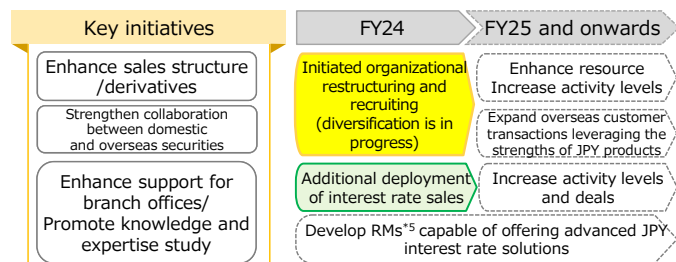 Key initiatives
FY24
FY25 and onwards
Enhance sales structure
/derivatives
Strengthen collaboration
between domestic
and overseas securities
Enhance support for
branch offices/
Promote knowledge and
expertise study
Initiated organizational
restructuring and
recruiting
(diversification is in
progress)
Enhance resource
Increase activity levels
Expand overseas customer
transactions leveraging the
strengths of JPY products
Additional deployment
of interest rate sales
Increase activity levels
and deals
Develop RMs*5 capable of offering advanced JPY
interest rate solutions